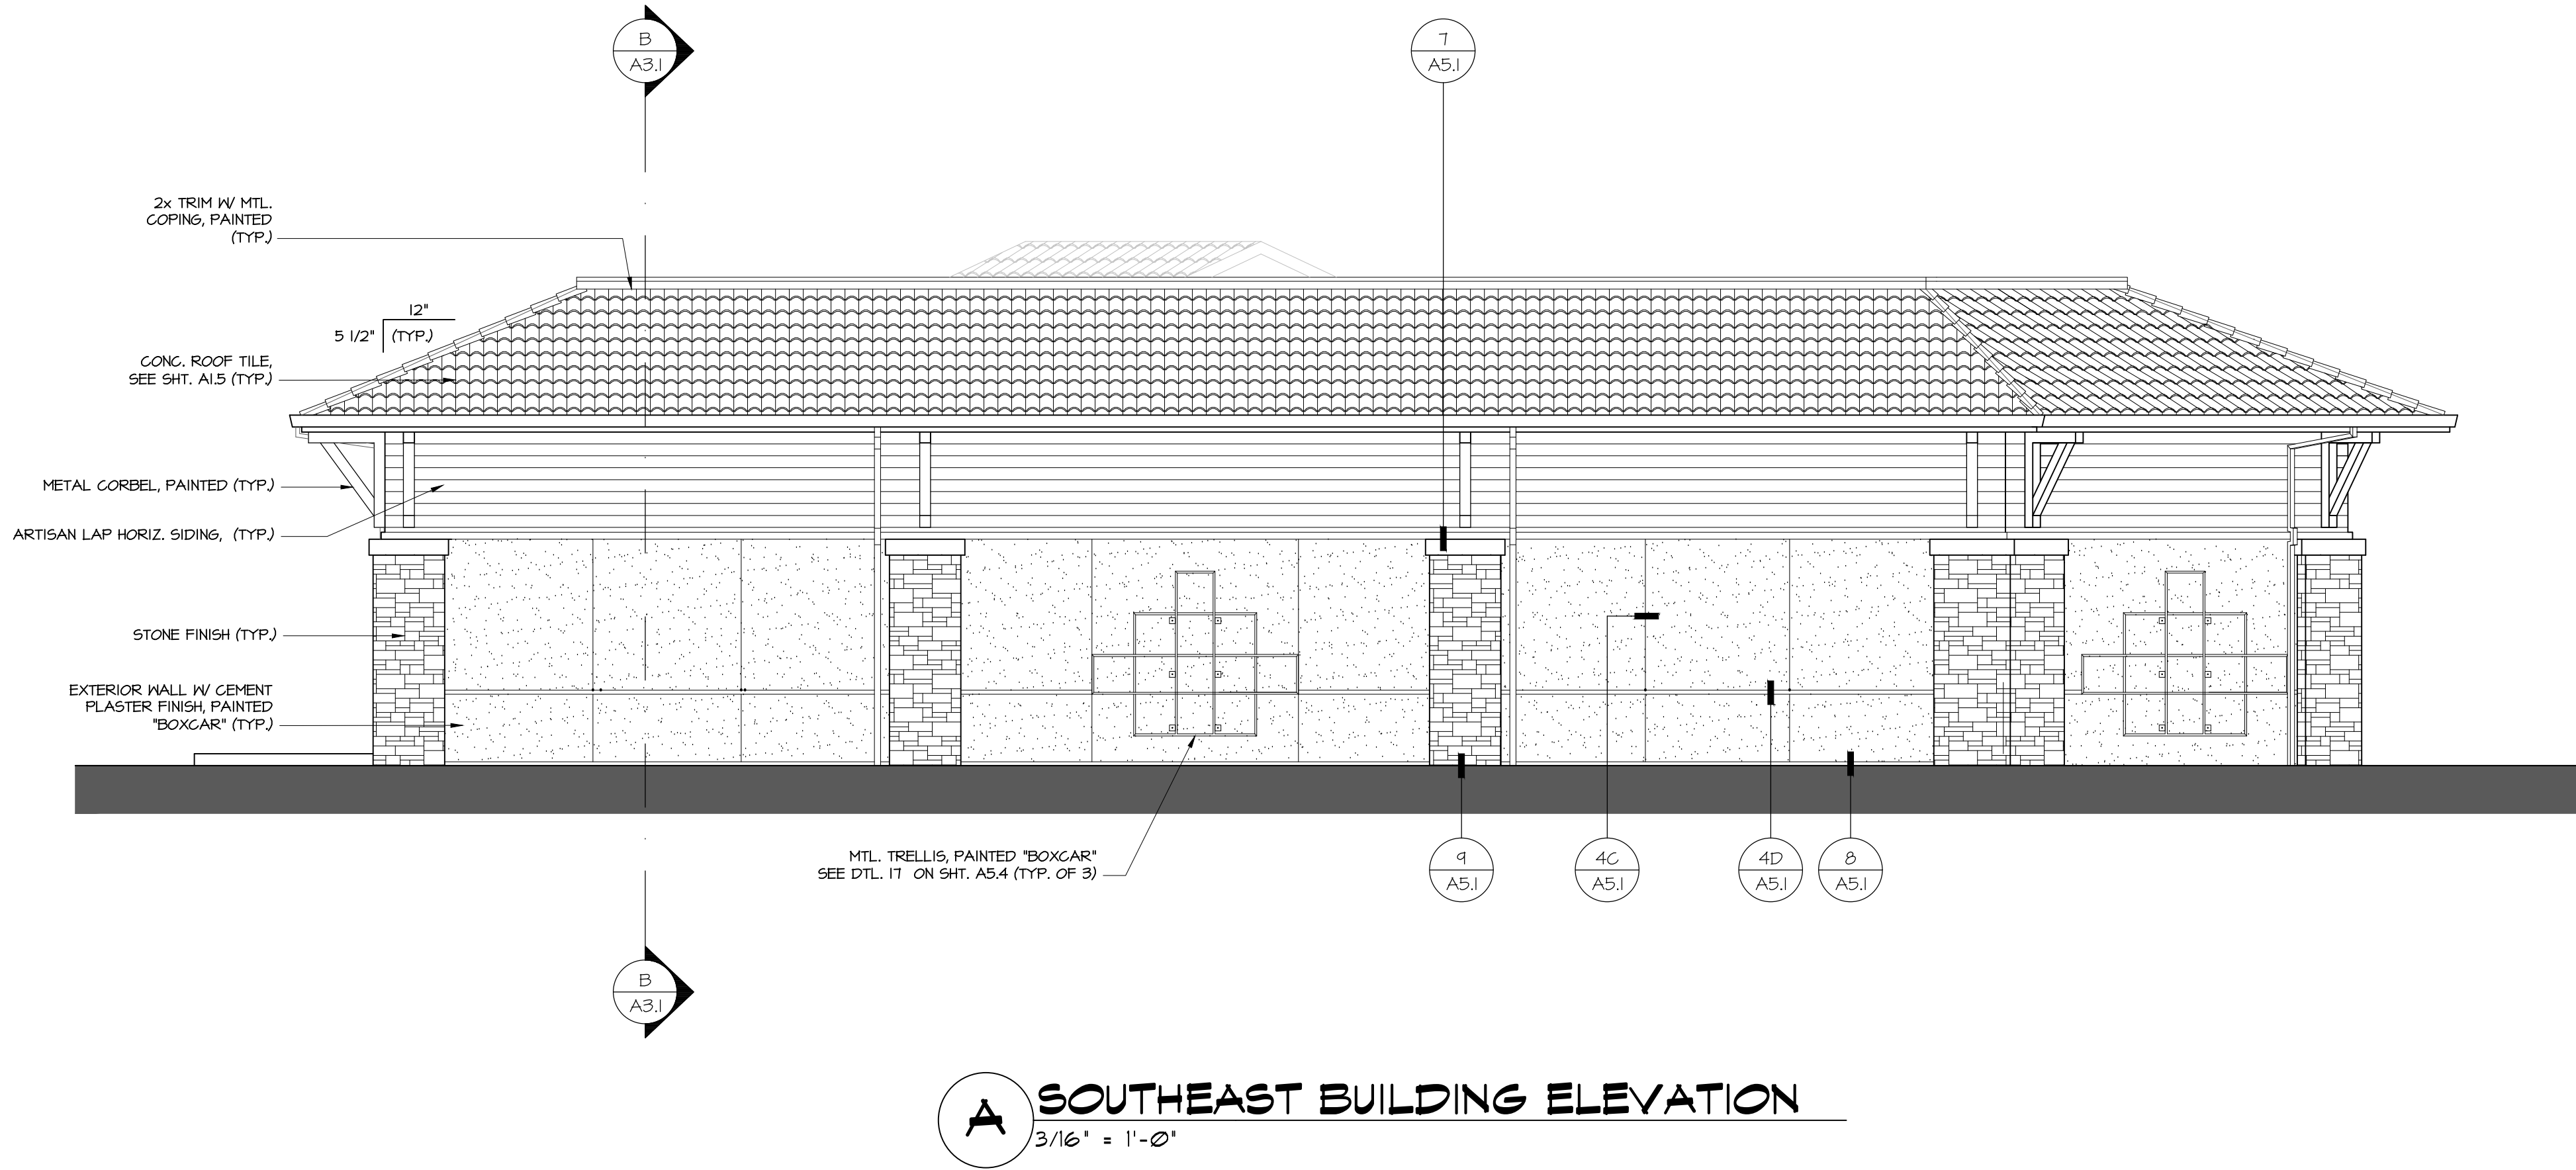 B
A3.1
7
A5.1
2x TRIM W/ MTL.
COPING, PAINTED
(TYP.)
12"
5 1/2"
(TYP.)
CONC. ROOF TILE,
SEE SHT. A1.5 (TYP.)
METAL CORBEL, PAINTED (TYP.)
ARTISAN LAP HORIZ. SIDING, (TYP.)
STONE FINISH (TYP.)
EXTERIOR WALL W/ CEMENT
PLASTER FINISH, PAINTED
"BOXCAR" (TYP.)
MTL. TRELLIS, PAINTED "BOXCAR"
SEE DTL. 17 ON SHT. A5.4 (TYP. OF 3)
9
A5.1
4C
A5.1
4D
A5.1
8
A5.1
B
A3.1
A
SOUTHEAST BUILDING ELEVATION
3/16" = 1'-0"